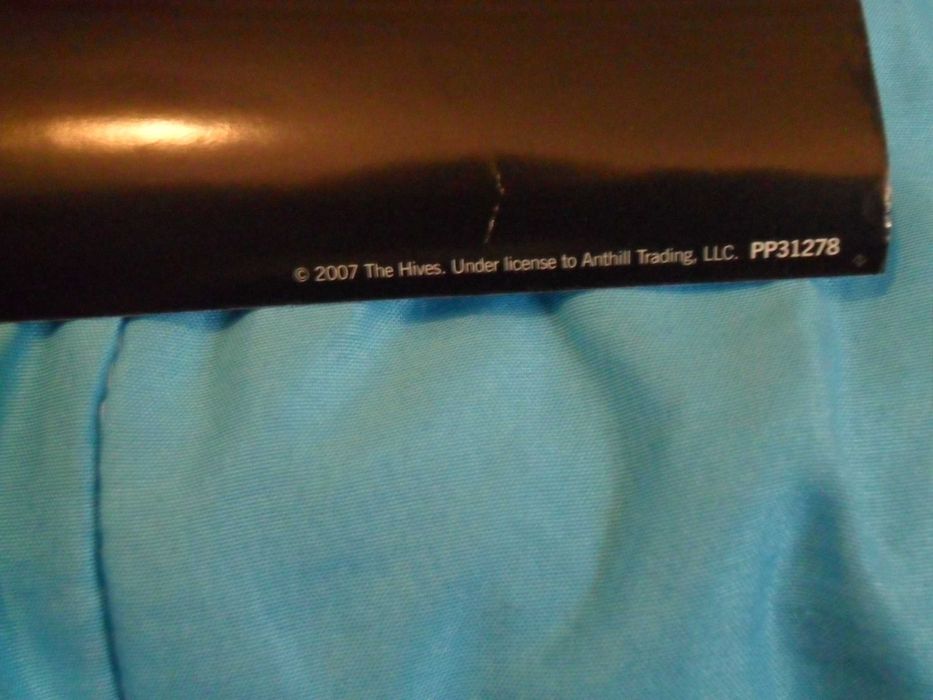 © 2007 The Hives. Under license to Anthill Trading, LLC. PP31278